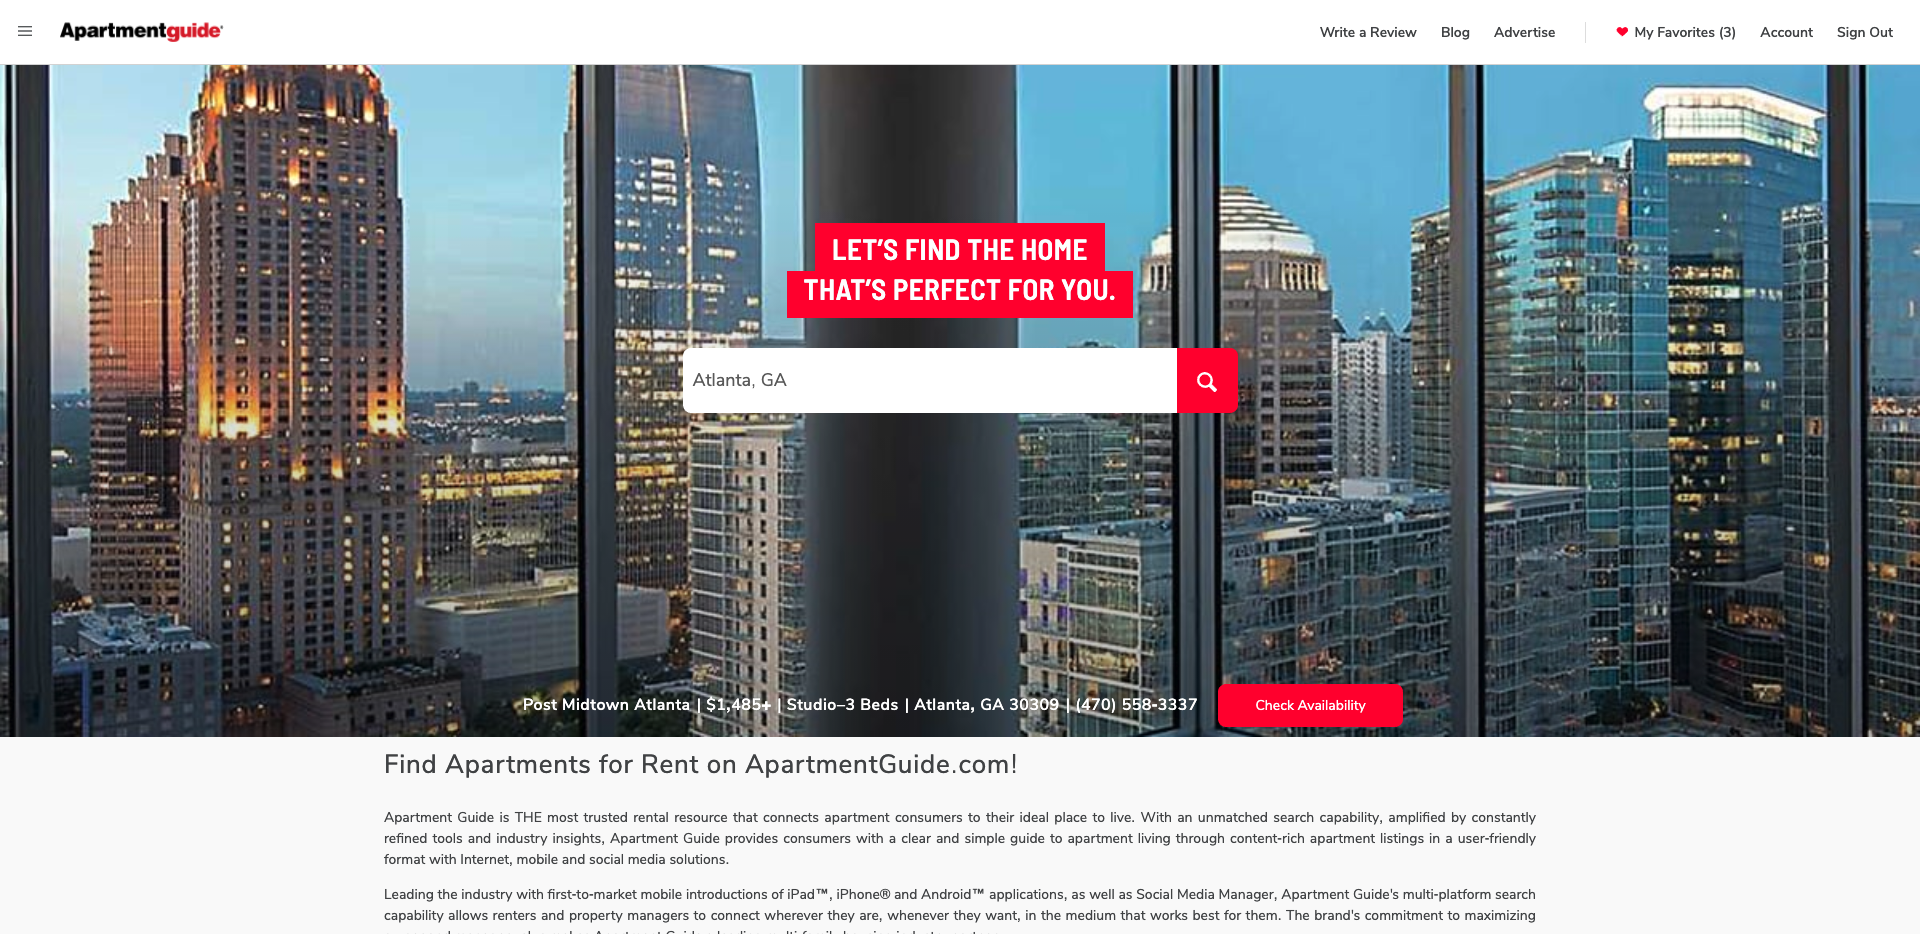 Apartmentguide
Write a Review
Blog
Advertise
My Favorites (3)
Account
Sign Out
LET'S FIND THE HOME
THAT'S PERFECT FOR YOU.
Atlanta, GA
Post Midtown Atlanta | $1,485+ | Studio–3 Beds | Atlanta, GA 30309 | (470) 558-3337
Check Availability
Find Apartments for Rent on ApartmentGuide.com!
Apartment Guide is THE most trusted rental resource that connects apartment consumers to their ideal place to live. With an unmatched search capability, amplified by constantly
refined tools and industry insights, Apartment Guide provides consumers with a clear and simple guide to apartment living through content-rich apartment listings in a user-friendly
format with Internet, mobile and social media solutions.
Leading the industry with first-to-market mobile introductions of iPad™, iPhone® and Android™ applications, as well as Social Media Manager, Apartment Guide's multi-platform search
capability allows renters and property managers to connect wherever they are, whenever they want, in the medium that works best for them. The brand's commitment to maximizing